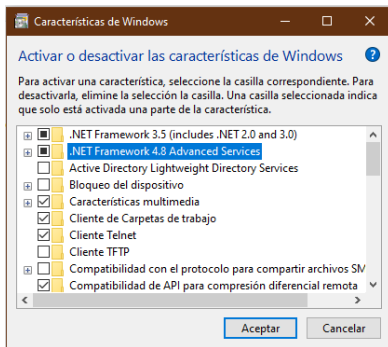 Características de Windows
Activar o desactivar las características de Windows
Para activar una característica, seleccione la casilla correspondiente. Para
desactivarla, elimine la selección la casilla. Una casilla seleccionada indica
que solo está activada una parte de la característica.
.NET Framework 3.5 (includes .NET 2.0 and 3.0)
.NET Framework 4.8 Advanced Services
Active Directory Lightweight Directory Services
Bloqueo del dispositivo
Características multimedia
Cliente de Carpetas de trabajo
Cliente Telnet
Cliente TFTP
Compatibilidad con el protocolo para compartir archivos SM
Compatibilidad de API para compresión diferencial remota
Aceptar
Cancelar